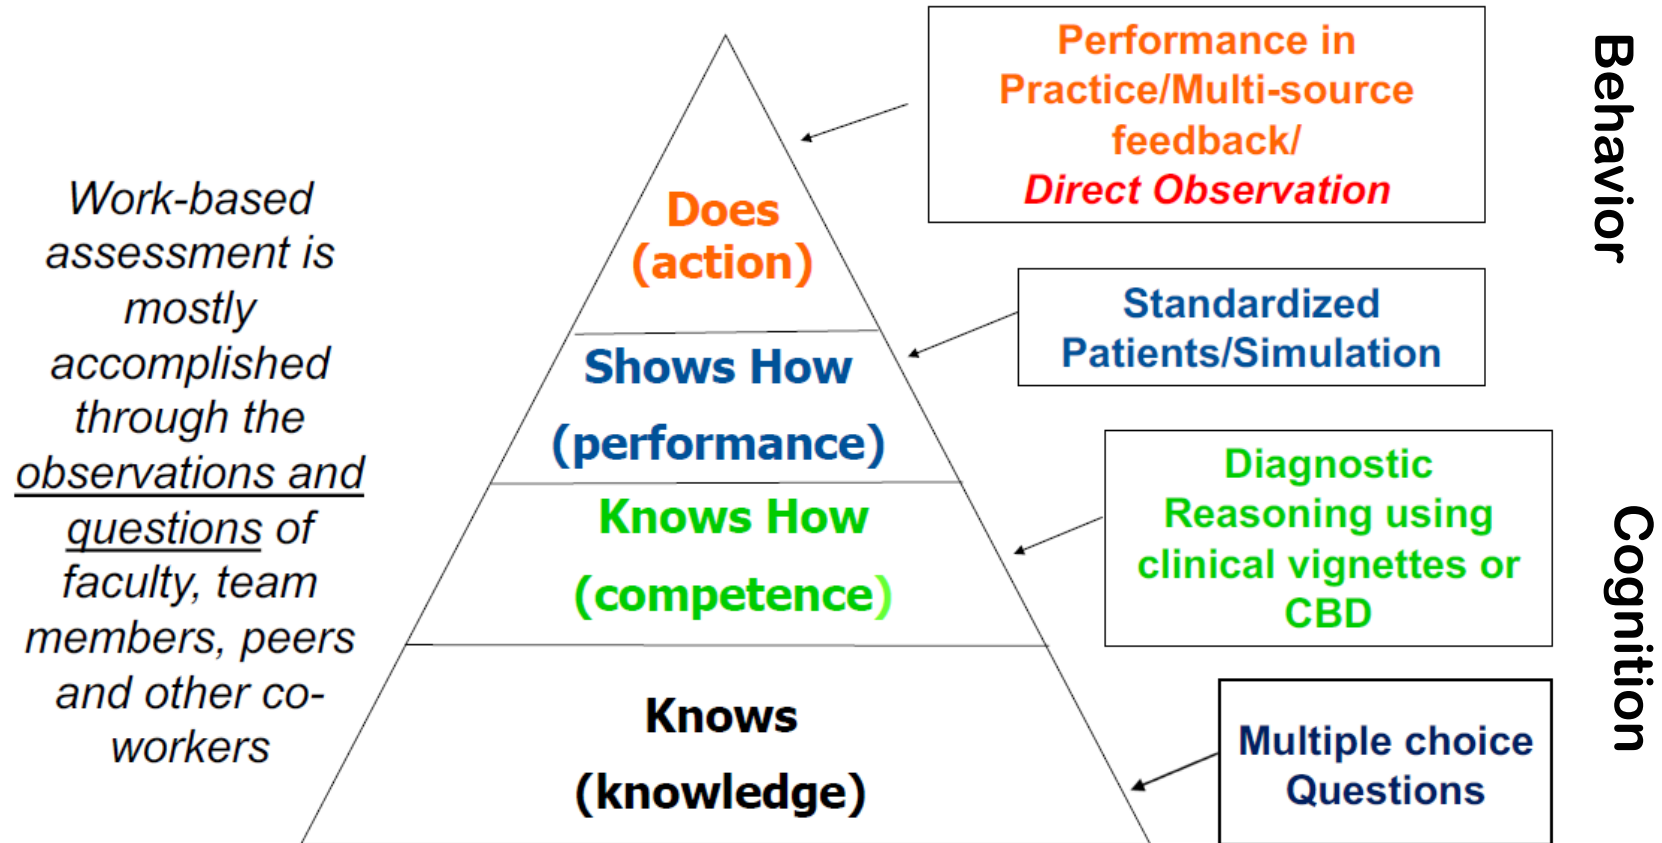 Work-based
assessment is
mostly
accomplished
through the
observations and
questions of
faculty, team
members, peers
and other co-
workers
Does
(action)
Shows How
(performance)
Knows How
(competence)
Knows
(knowledge)
Performance in
Practice/Multi-source
feedback/
Direct Observation
Standardized
Patients/Simulation
Diagnostic
Reasoning using
clinical vignettes or
CBD
Multiple choice
Questions
Behavior
Cognition